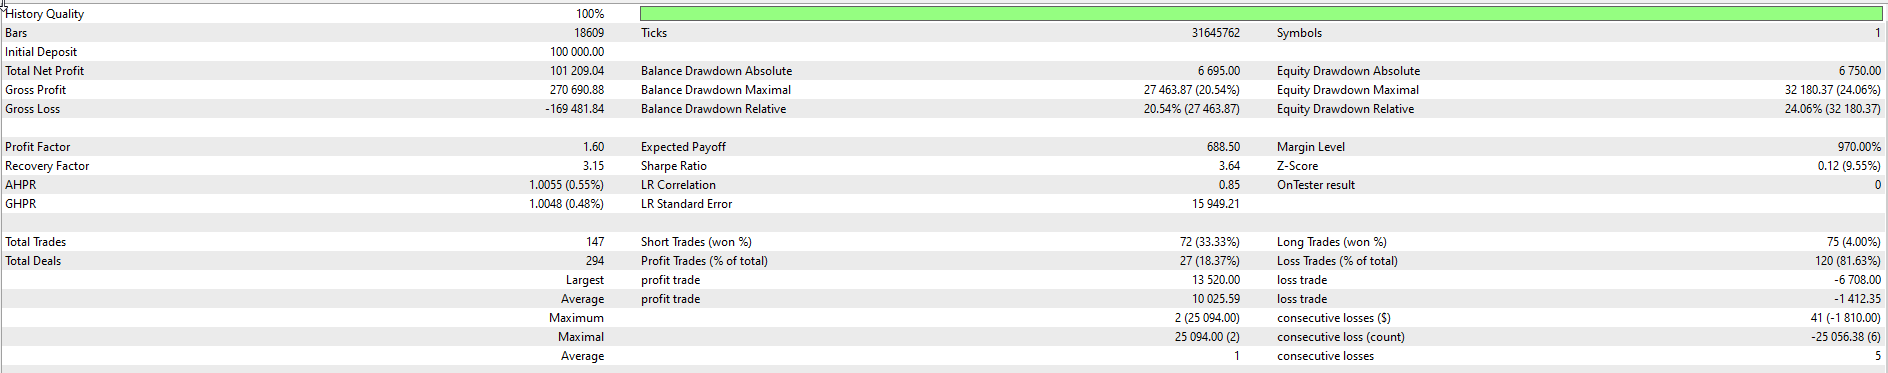 History Quality 100%
Bars 18609 Ticks 31645762 Symbols 1
Initial Deposit 100 000.00
Total Net Profit 101 209.04 Balance Drawdown Absolute 6 695.00 Equity Drawdown Absolute 6 750.00
Gross Profit 270 690.88 Balance Drawdown Maximal 27 463.87 (20.54%) Equity Drawdown Maximal 32 180.37 (24.06%)
Gross Loss -169 481.84 Balance Drawdown Relative 20.54% (27 463.87) Equity Drawdown Relative 24.06% (32 180.37)
Profit Factor 1.60 Expected Payoff 688.50 Margin Level 970.00%
Recovery Factor 3.15 Sharpe Ratio 3.64 Z-Score 0.12 (9.55%)
AHPR 1.0055 (0.55%) LR Correlation 0.85 OnTester result 0
GHPR 1.0048 (0.48%) LR Standard Error 15 949.21
Total Trades 147 Short Trades (won %) 72 (33.33%) Long Trades (won %) 75 (4.00%)
Total Deals 294 Profit Trades (% of total) 27 (18.37%) Loss Trades (% of total) 120 (81.63%)
Largest profit trade 13 520.00 loss trade -6 708.00
Average profit trade 10 025.59 loss trade -1 412.35
Maximum 2 (25 094.00) consecutive losses ($) 41 (-1 810.00)
Maximal 25 094.00 (2) consecutive loss (count) -25 056.38 (6)
Average 1 consecutive losses 5